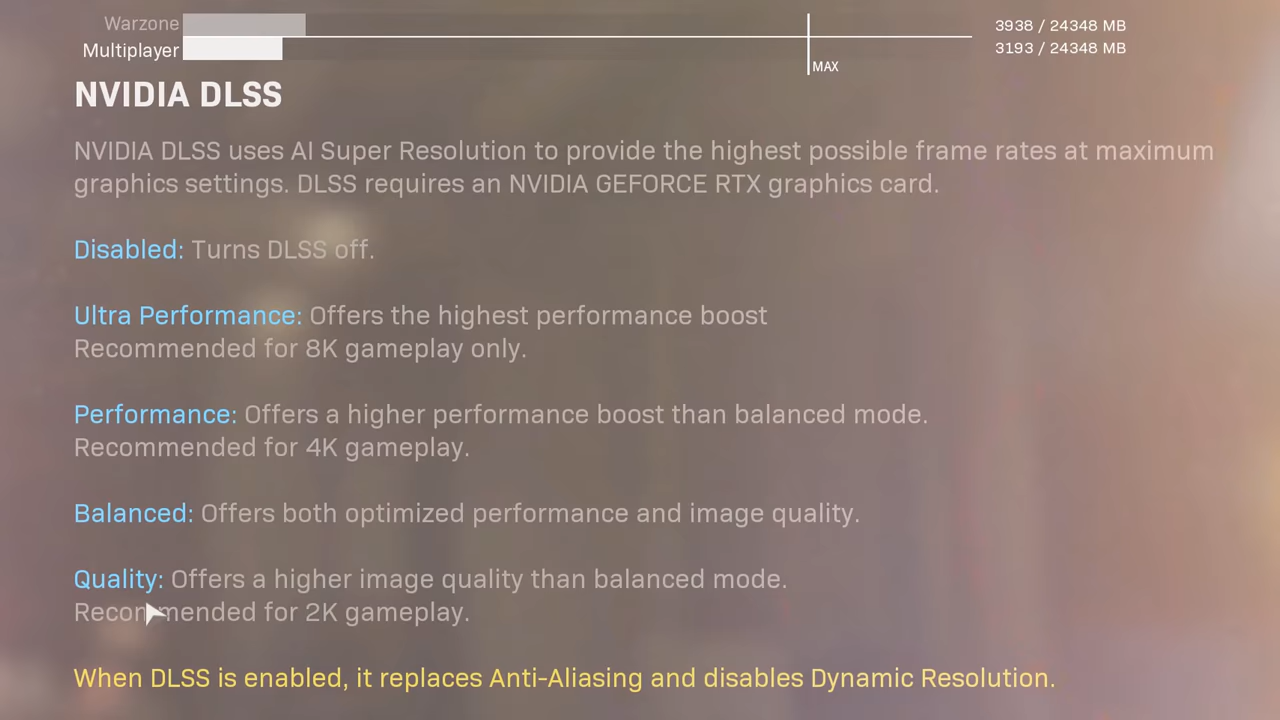 Warzone 3938 / 24348 MB
Multiplayer 3193 / 24348 MB
MAX
NVIDIA DLSS
NVIDIA DLSS uses AI Super Resolution to provide the highest possible frame rates at maximum
graphics settings. DLSS requires an NVIDIA GEFORCE RTX graphics card.
Disabled: Turns DLSS off.
Ultra Performance: Offers the highest performance boost
Recommended for 8K gameplay only.
Performance: Offers a higher performance boost than balanced mode.
Recommended for 4K gameplay.
Balanced: Offers both optimized performance and image quality.
Quality: Offers a higher image quality than balanced mode.
Recommended for 2K gameplay.
When DLSS is enabled, it replaces Anti-Aliasing and disables Dynamic Resolution.